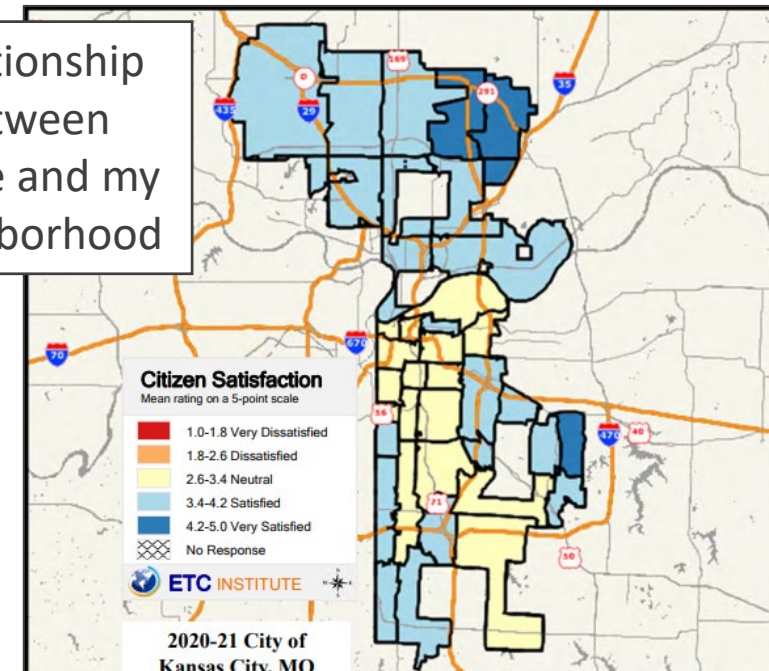 tionship
tween
e and my
borhood
169
D
291
35
435
29
70
670
56
470
40
71
50
Citizen Satisfaction
Mean rating on a 5-point scale
1.0-1.8 Very Dissatisfied
1.8-2.6 Dissatisfied
2.6-3.4 Neutral
3.4-4.2 Satisfied
4.2-5.0 Very Satisfied
No Response
ETC INSTITUTE
2020-21 City of
Kansas City, MO